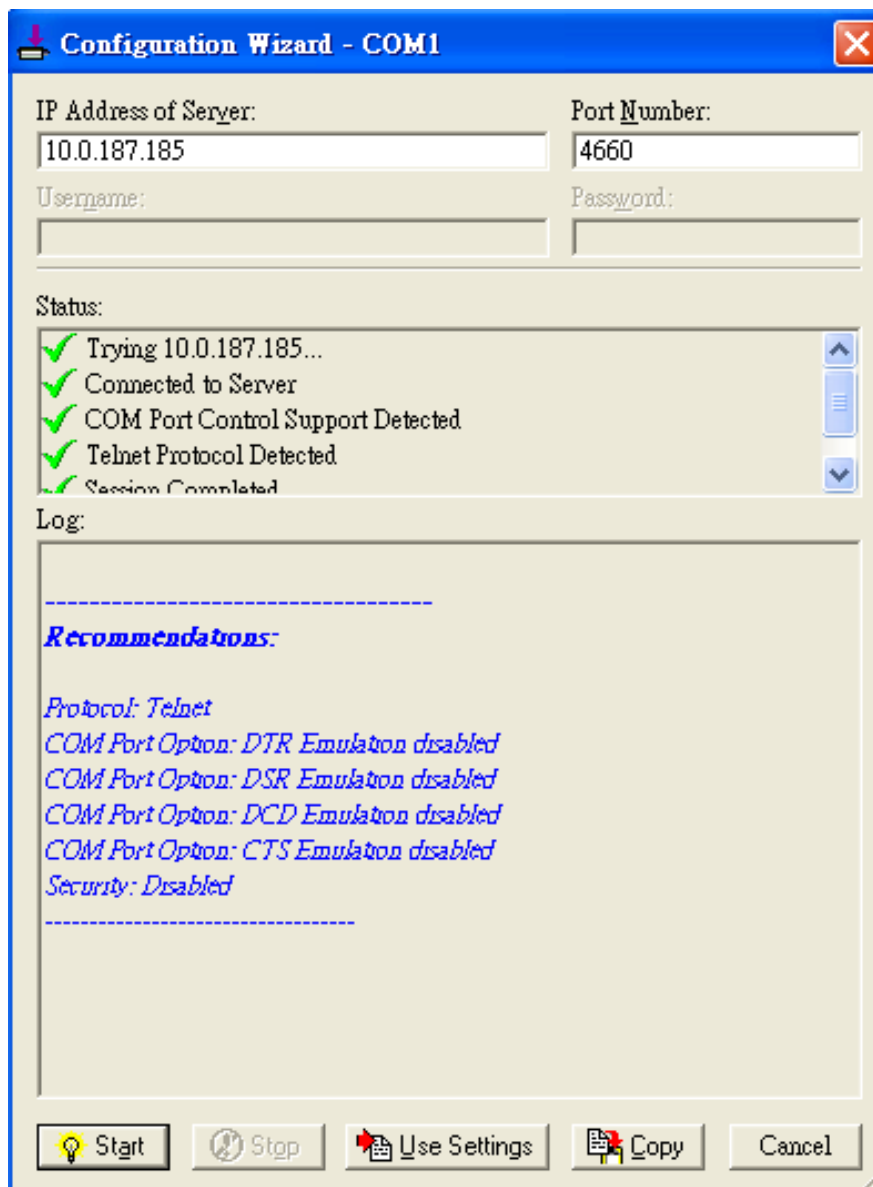 Configuration Wizard - COM1
IP Address of Server: Port Number:
10.0.187.185 4660
Username: Password:
Status:
Trying 10.0.187.185...
Connected to Server
COM Port Control Support Detected
Telnet Protocol Detected
Session Completed
Log:
-----------------------------------
Recommendations:
Protocol: Telnet
COM Port Option: DTR Emulation disabled
COM Port Option: DSR Emulation disabled
COM Port Option: DCD Emulation disabled
COM Port Option: CTS Emulation disabled
Security: Disabled
----------------------------------
Start Stop Use Settings Copy Cancel